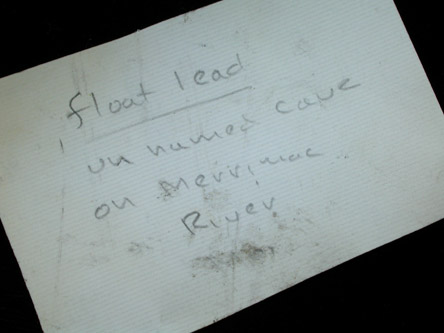 float lead
un named cave
on Merrimac
River